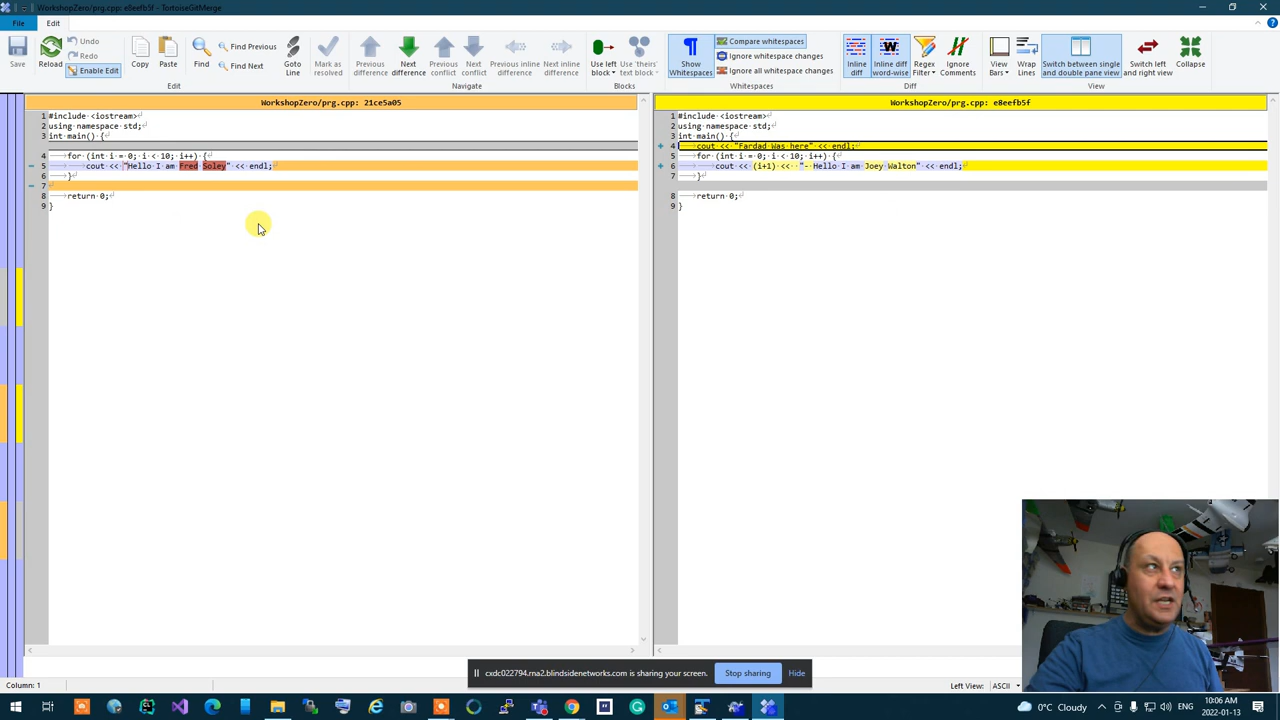 WorkshopZero/prg.cpp: e8eefb5f - TortoiseGitMerge
File
Edit
Save
Reload
Undo
Redo
Enable Edit
Copy
Paste
Find
Find Previous
Find Next
Goto Line
Mark as resolved
Previous difference
Next difference
Previous conflict
Next conflict
Previous inline difference
Next inline difference
Use left block
Use 'theirs' text block
Show Whitespaces
Compare whitespaces
Ignore whitespace changes
Ignore all whitespace changes
Inline diff
Inline diff word-wise
Regex Filter
Ignore Comments
View Bars
Wrap Lines
Switch between single and double pane view
Switch left and right view
Collapse
Edit
Navigate
Blocks
Whitespaces
Diff
View
WorkshopZero/prg.cpp: 21ce5a05
1 #include <iostream>
2 using namespace std;
3 int main() {
4 for (int i = 0; i < 10; i++) {
5 cout << "Hello I am Fred Soley" << endl;
6 }
7
8 return 0;
9 }
WorkshopZero/prg.cpp: e8eefb5f
1 #include <iostream>
2 using namespace std;
3 int main() {
4 cout << "Fardad Was here" << endl;
5 for (int i = 0; i < 10; i++) {
6 cout << (i+1) << "- Hello I am Joey Walton" << endl;
7 }
8 return 0;
9 }
cxdc022794.rna2.blindsidenetworks.com is sharing your screen.
Stop sharing
Hide
Column: 1
Left View: ASCII
0°C Cloudy
ENG
10:06 AM
2022-01-13